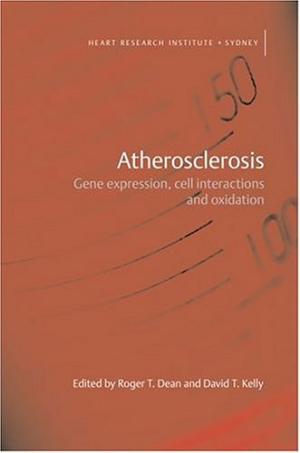 HEART RESEARCH INSTITUTE • SYDNEY
150
Atherosclerosis
Gene expression, cell interactions
and oxidation
100
Edited by Roger T. Dean and David T. Kelly